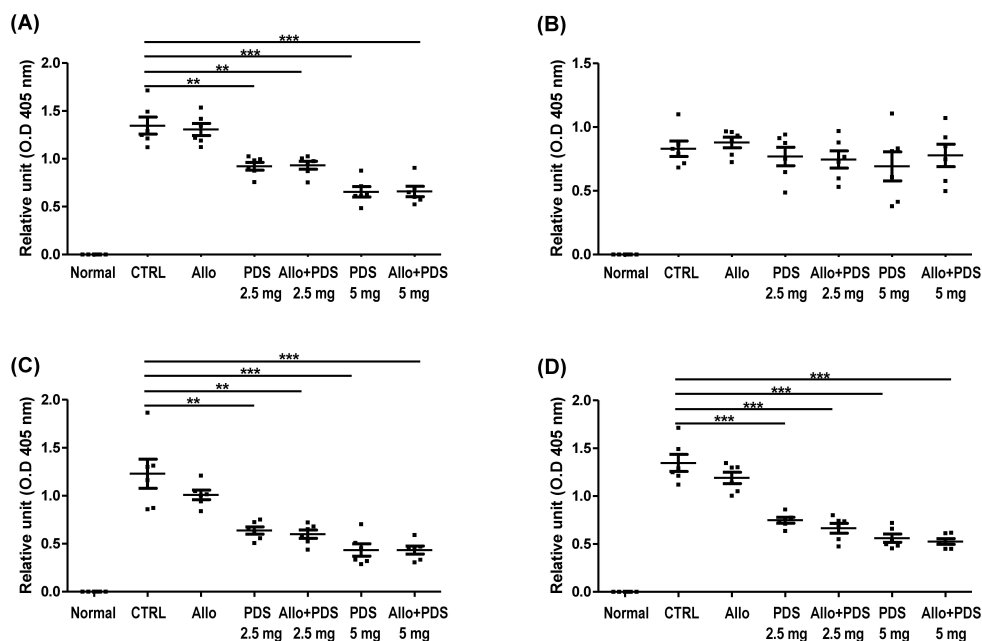 (A)
***
***
**
**
Relative unit (O.D 405 nm)
2.0
1.5
1.0
0.5
0.0
Normal CTRL Allo PDS Allo+PDS PDS Allo+PDS
2.5 mg 2.5 mg 5 mg 5 mg
(B)
Relative unit (O.D 405 nm)
1.5
1.0
0.5
0.0
Normal CTRL Allo PDS Allo+PDS PDS Allo+PDS
2.5 mg 2.5 mg 5 mg 5 mg
(C)
***
***
**
**
Relative unit (O.D 405 nm)
2.0
1.5
1.0
0.5
0.0
Normal CTRL Allo PDS Allo+PDS PDS Allo+PDS
2.5 mg 2.5 mg 5 mg 5 mg
(D)
***
***
***
***
Relative unit (O.D 405 nm)
2.0
1.5
1.0
0.5
0.0
Normal CTRL Allo PDS Allo+PDS PDS Allo+PDS
2.5 mg 2.5 mg 5 mg 5 mg